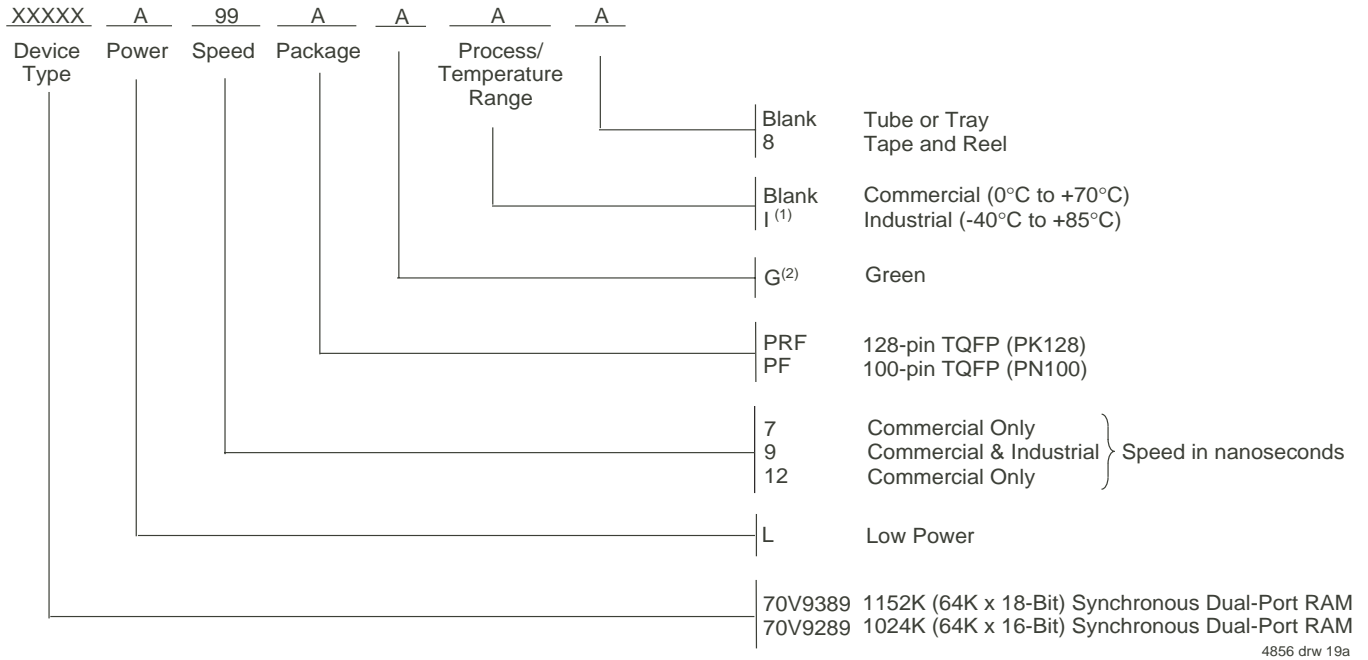 XXXXX A 99 A A A A
Device Type Power Speed Package Process/ Temperature Range
Blank Tube or Tray
8 Tape and Reel
Blank Commercial (0°C to +70°C)
I (1) Industrial (-40°C to +85°C)
G(2) Green
PRF 128-pin TQFP (PK128)
PF 100-pin TQFP (PN100)
7 Commercial Only
9 Commercial & Industrial Speed in nanoseconds
12 Commercial Only
L Low Power
70V9389 1152K (64K x 18-Bit) Synchronous Dual-Port RAM
70V9289 1024K (64K x 16-Bit) Synchronous Dual-Port RAM
4856 drw 19a